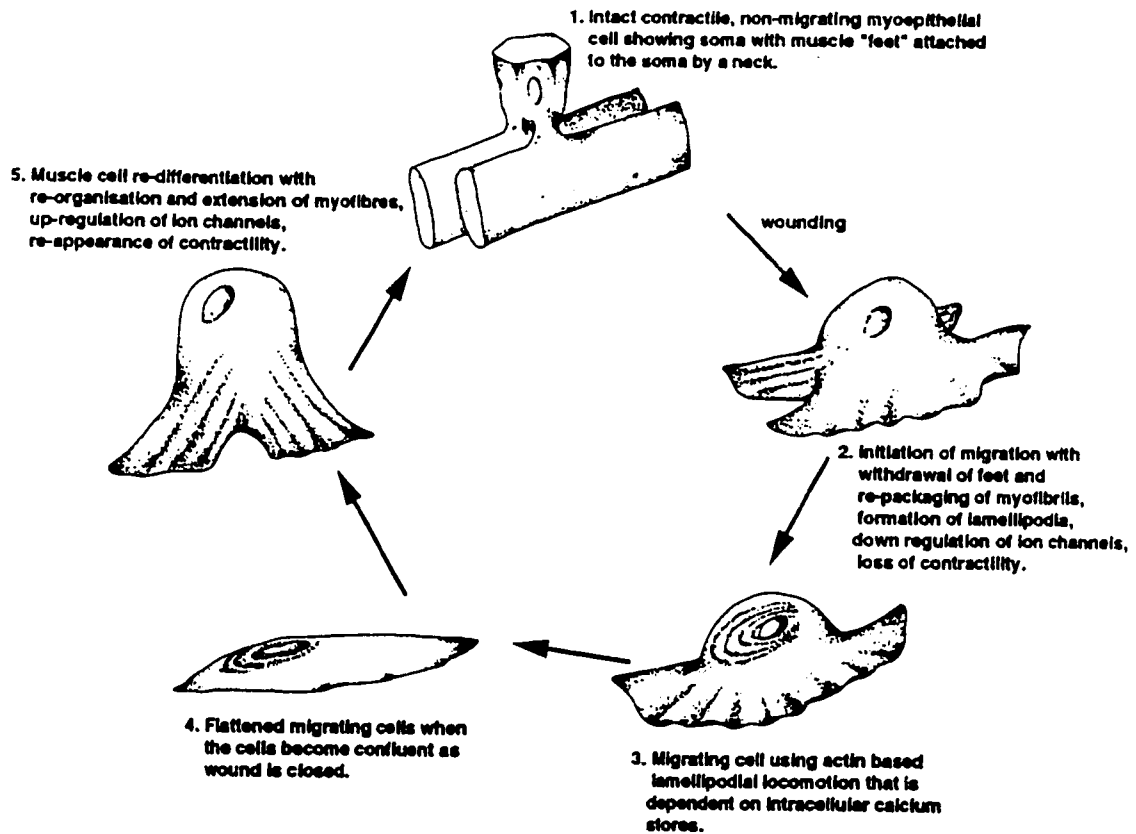 1. Intact contractile, non-migrating myoepithelial
cell showing soma with muscle "feet" attached
to the soma by a neck.
wounding
2. Initiation of migration with
withdrawal of feet and
re-packaging of myofibrils,
formation of lamellipodia,
down regulation of ion channels,
loss of contractility.
3. Migrating cell using actin based
lamellipodial locomotion that is
dependent on intracellular calcium
stores.
4. Flattened migrating cells when
the cells become confluent as
wound is closed.
5. Muscle cell re-differentiation with
re-organisation and extension of myofibres,
up-regulation of ion channels,
re-appearance of contractility.